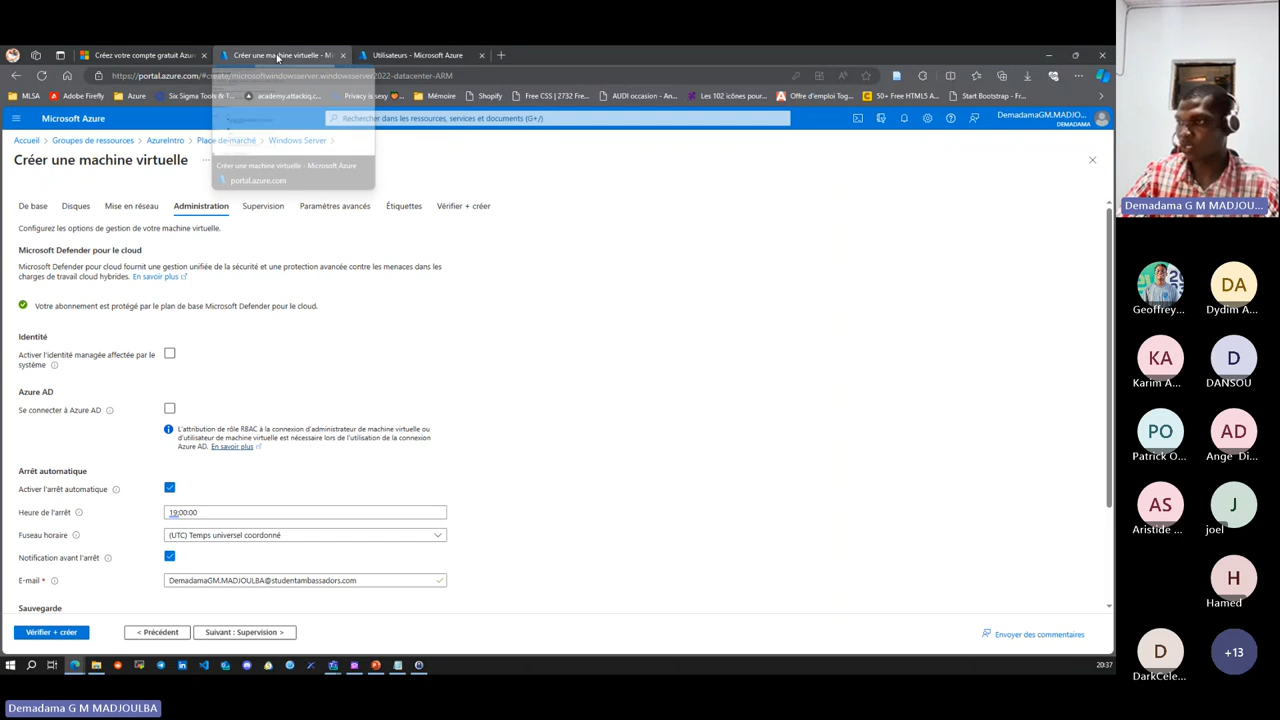 Créez votre compte gratuit Azur
Créer une machine virtuelle - Mi
Utilisateurs - Microsoft Azure
https://portal.azure.com/#create/microsoftwindowsserver.windowsserver2022-datacenter-ARM
MLSA
Adobe Firefly
Azure
Six Sigma Tools & T...
academy.attackiq.c...
Privacy is sexy
Mémoire
Shopify
Free CSS | 2732 Free...
AUDI occasion - An...
Les 102 icônes pour...
Offre d'emploi Tog...
50+ Free HTML5 A...
Start Bootstrap - Fr...
Microsoft Azure
Rechercher dans les ressources, services et documents (G+/)
DemadamaGM.MADJO...
DEMADAMA
Accueil > Groupes de ressources > AzureIntro > Place de marché > Windows Server >
Créer une machine virtuelle ...
Créer une machine virtuelle - Microsoft Azure
portal.azure.com
De base Disques Mise en réseau Administration Supervision Paramètres avancés Étiquettes Vérifier + créer
Configurez les options de gestion de votre machine virtuelle.
Microsoft Defender pour le cloud
Microsoft Defender pour cloud fournit une gestion unifiée de la sécurité et une protection avancée contre les menaces dans les
charges de travail cloud hybrides. En savoir plus
Votre abonnement est protégé par le plan de base Microsoft Defender pour le cloud.
Identité
Activer l'identité managée affectée par le
système
Azure AD
Se connecter à Azure AD
L'attribution de rôle RBAC à la connexion d'administrateur de machine virtuelle ou
d'utilisateur de machine virtuelle est nécessaire lors de l'utilisation de la connexion
Azure AD. En savoir plus
Arrêt automatique
Activer l'arrêt automatique
Heure de l'arrêt
19:00:00
Fuseau horaire
(UTC) Temps universel coordonné
Notification avant l'arrêt
E-mail *
DemadamaGM.MADJOULBA@studentambassadors.com
Sauvegarde
Vérifier + créer
< Précédent
Suivant : Supervision >
Envoyer des commentaires
20:37
Demadama G M MADJOULBA
Demadama G M MADJOU...
Geoffrey...
DA
Dydim A...
KA
Karim A...
D
DANSOU
PO
Patrick O...
AD
Ange Di...
AS
Aristide ...
J
joel
H
Hamed
D
DarkCele...
+13